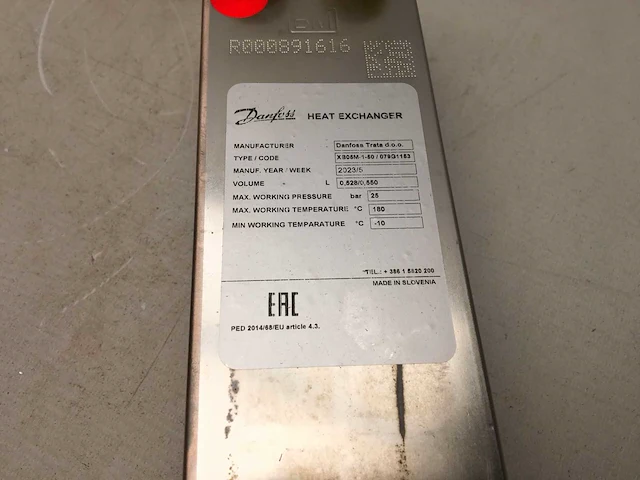 EAC
R000891616
Danfoss HEAT EXCHANGER
MANUFACTURER Danfoss Trata d.o.o.
TYPE / CODE XB05M-1-50 / 079G1183
MANUF. YEAR / WEEK 2023/5
VOLUME - L 0,528/0,550
MAX. WORKING PRESSURE bar 25
MAX. WORKING TEMPERATURE °C 180
MIN WORKING TEMPARATURE °C -10
TEL.: + 386 1 5820 200
MADE IN SLOVENIA
EAC
PED 2014/68/EU article 4.3.